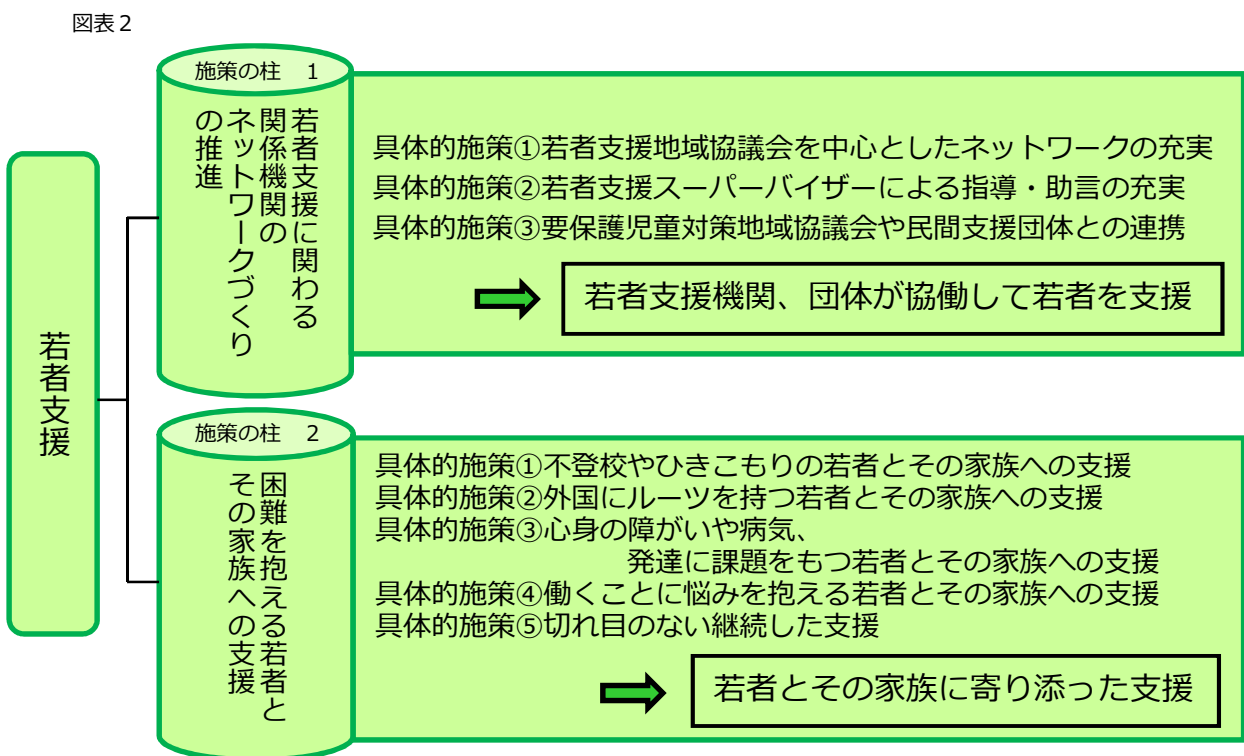 図表２
若者支援
施策の柱　1
若者支援に関わる
関係機関の
ネットワークづくり
の推進
具体的施策①若者支援地域協議会を中心としたネットワークの充実
具体的施策②若者支援スーパーバイザーによる指導・助言の充実
具体的施策③要保護児童対策地域協議会や民間支援団体との連携
若者支援機関、団体が協働して若者を支援
施策の柱　2
困難を抱える若者と
その家族への支援
具体的施策①不登校やひきこもりの若者とその家族への支援
具体的施策②外国にルーツを持つ若者とその家族への支援
具体的施策③心身の障がいや病気、
発達に課題をもつ若者とその家族への支援
具体的施策④働くことに悩みを抱える若者とその家族への支援
具体的施策⑤切れ目のない継続した支援
若者とその家族に寄り添った支援